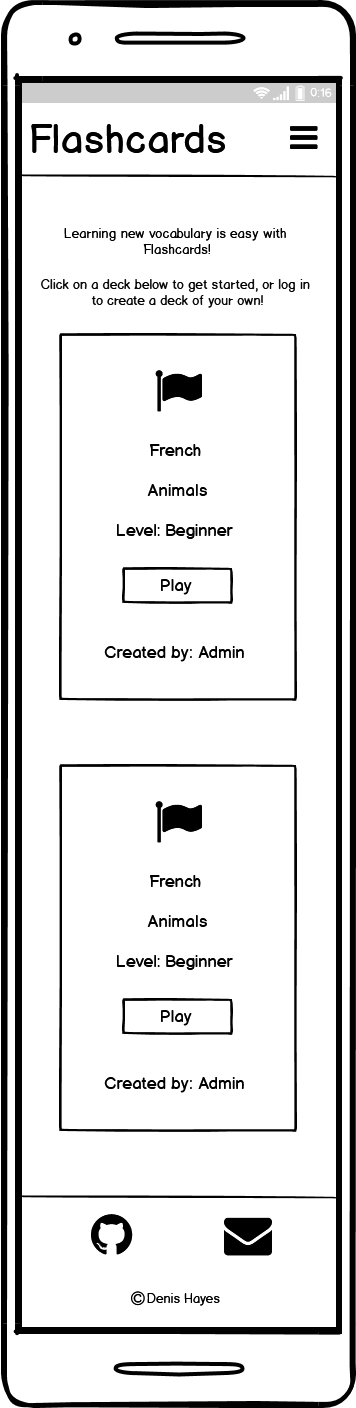 0:16
Flashcards
Learning new vocabulary is easy with
Flashcards!
Click on a deck below to get started, or log in
to create a deck of your own!
French
Animals
Level: Beginner
Play
Created by: Admin
French
Animals
Level: Beginner
Play
Created by: Admin
©Denis Hayes